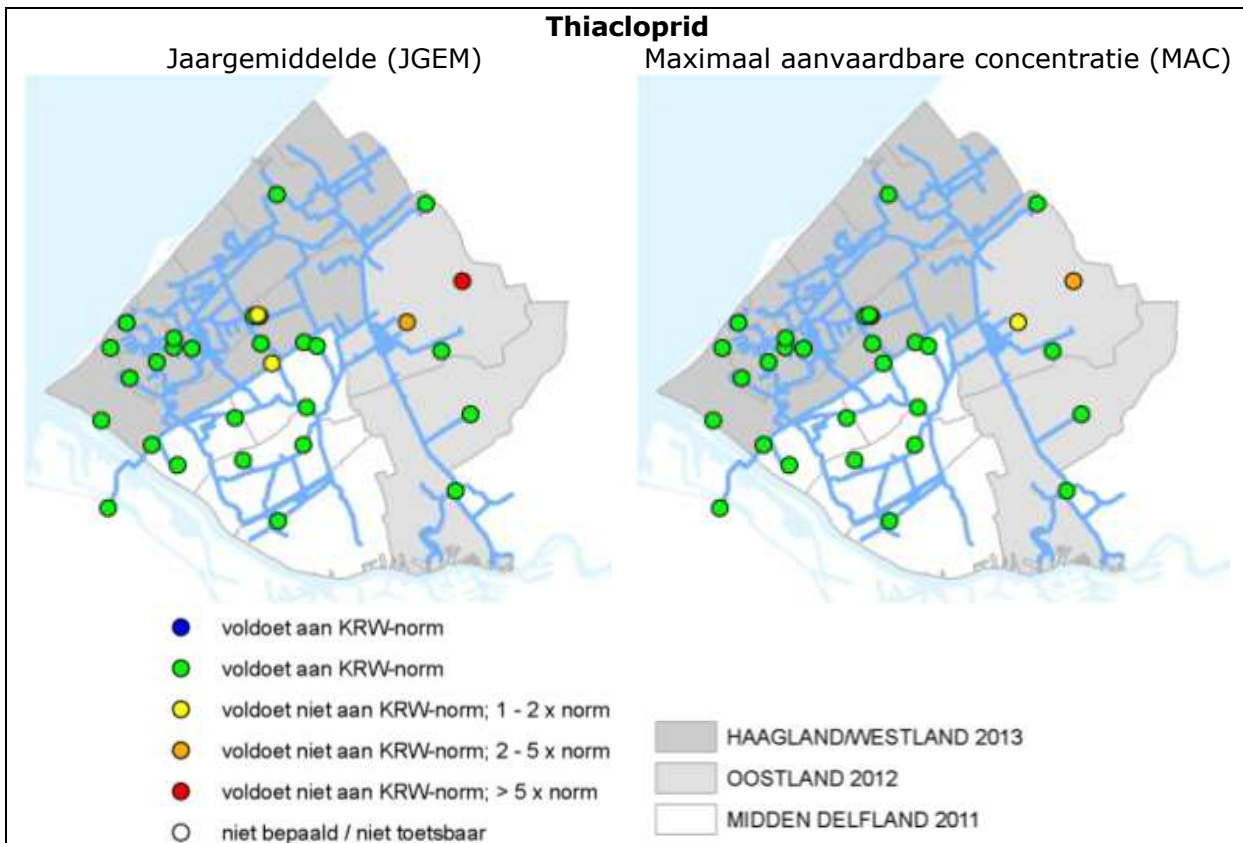 Thiacloprid
Jaargemiddelde (JGEM)
Maximaal aanvaardbare concentratie (MAC)
voldoet aan KRW-norm
voldoet aan KRW-norm
voldoet niet aan KRW-norm; 1 - 2 x norm
voldoet niet aan KRW-norm; 2 - 5 x norm
voldoet niet aan KRW-norm; > 5 x norm
niet bepaald / niet toetsbaar
HAAGLAND/WESTLAND 2013
OOSTLAND 2012
MIDDEN DELFLAND 2011